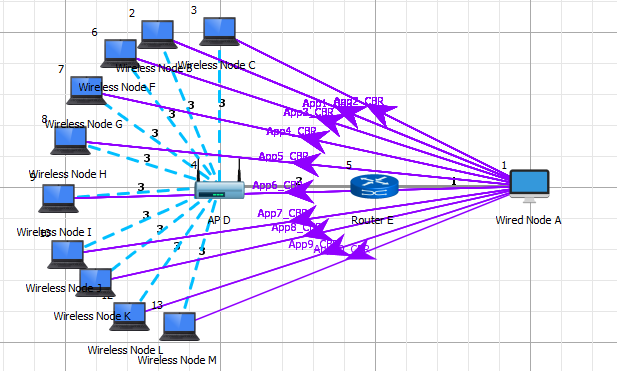 2
3
6
Wireless Node B
Wireless Node C
7
Wireless Node F
3
3
App1_CBR
App2_CBR
3
App3_CBR
8
Wireless Node G
3
App4_CBR
3
App5_CBR
4
5
1
Wireless Node H
3
App6_CBR
2
1
3
App7_CBR
AP D
Router E
Wired Node A
Wireless Node I
3
App8_CBR
3
3
App9_CBR
Wireless Node J
12
13
Wireless Node K
Wireless Node L
Wireless Node M